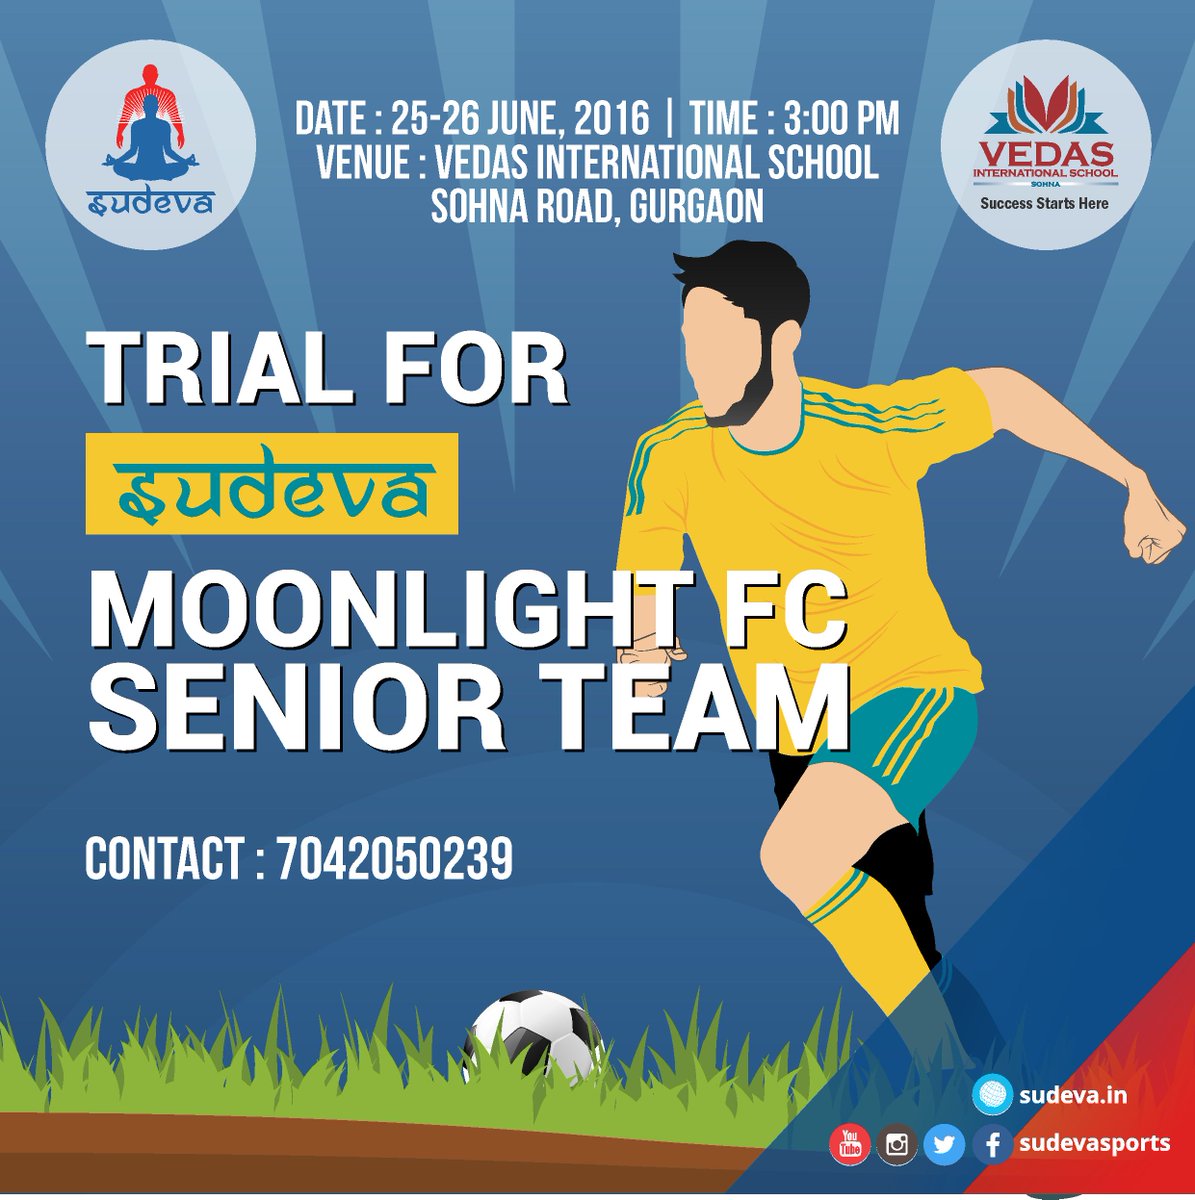 sudeva
DATE : 25-26 JUNE, 2016 | TIME : 3:00 PM
VENUE : VEDAS INTERNATIONAL SCHOOL
SOHNA ROAD, GURGAON
VEDAS
INTERNATIONAL SCHOOL
SOHNA
Success Starts Here
TRIAL FOR
sudeva
MOONLIGHT FC
SENIOR TEAM
CONTACT : 7042050239
sudeva.in
You Tube f sudevasports